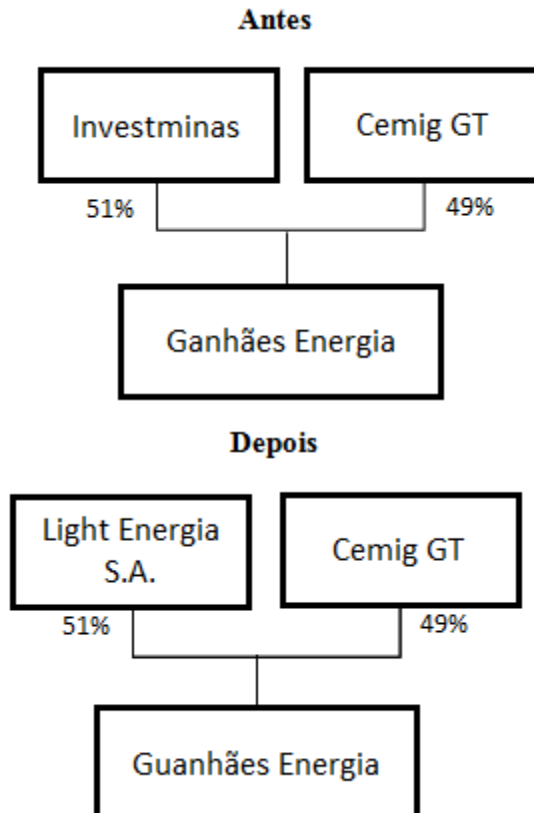 Antes
Investminas
Cemig GT
51%
49%
Ganhães Energia
Depois
Light Energia
S.A.
Cemig GT
51%
49%
Guanhães Energia